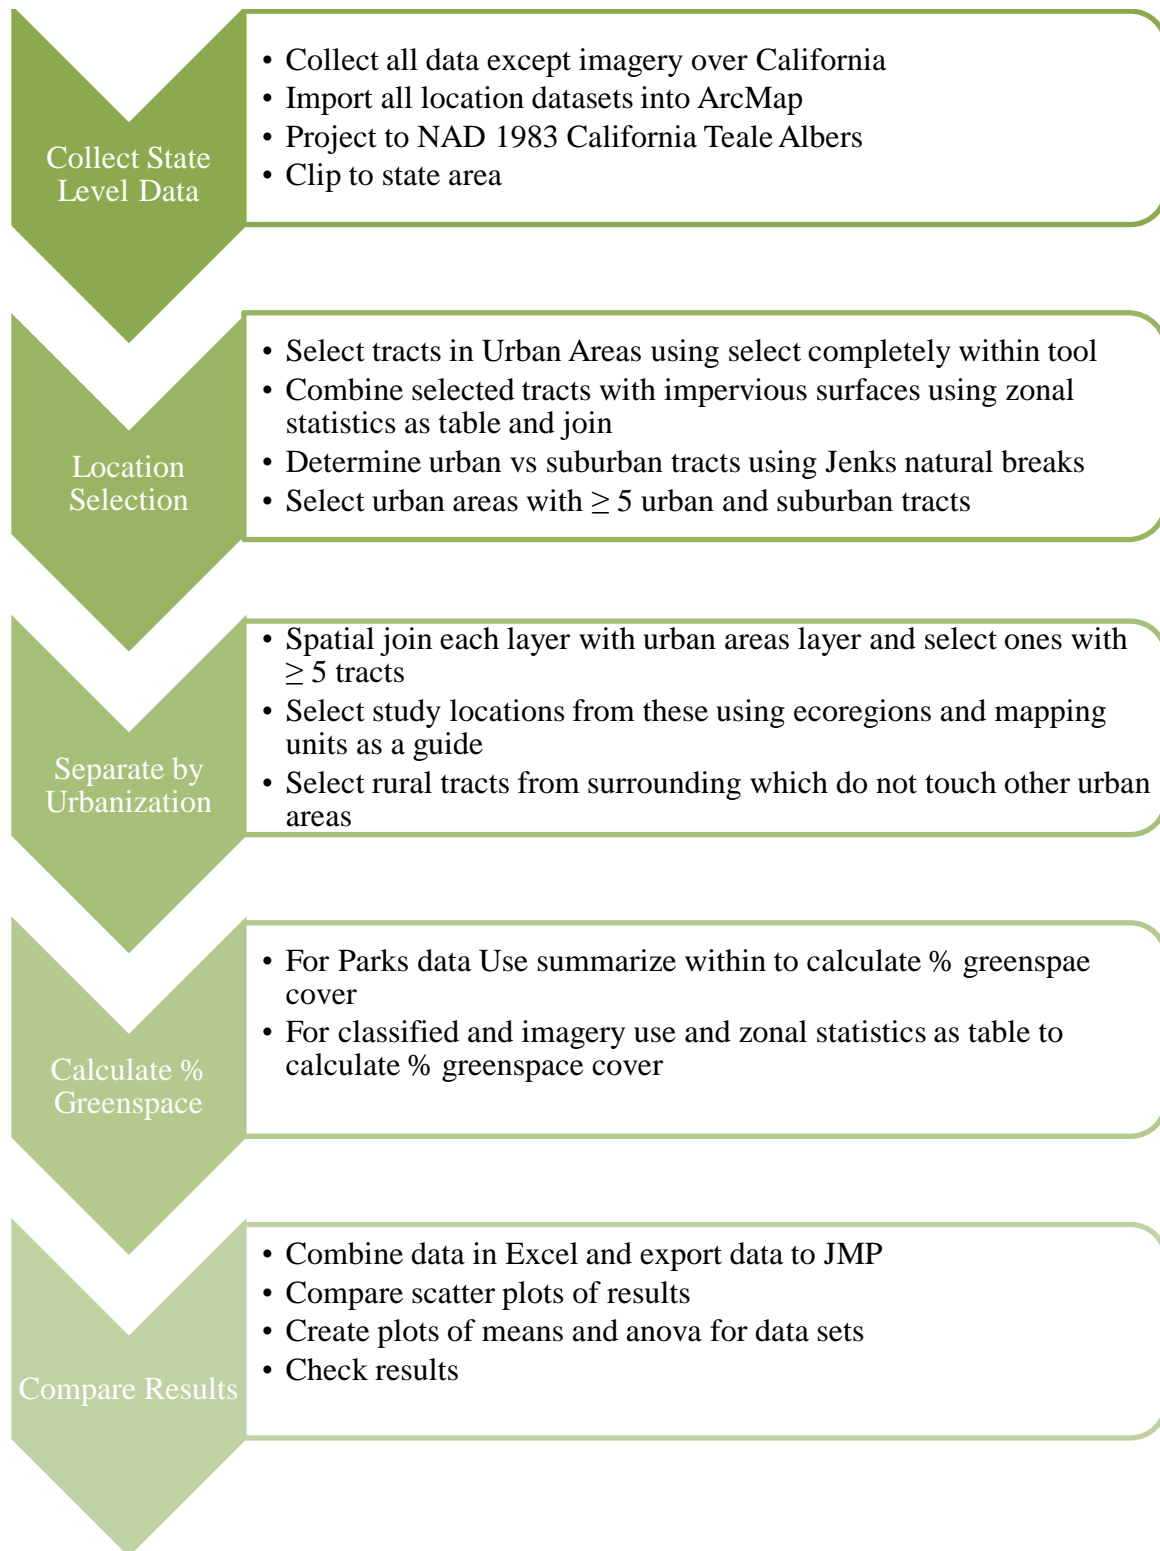 Collect State
Level Data
• Collect all data except imagery over California
• Import all location datasets into ArcMap
• Project to NAD 1983 California Teale Albers
• Clip to state area
Location
Selection
• Select tracts in Urban Areas using select completely within tool
• Combine selected tracts with impervious surfaces using zonal
statistics as table and join
• Determine urban vs suburban tracts using Jenks natural breaks
• Select urban areas with ≥ 5 urban and suburban tracts
Separate by
Urbanization
• Spatial join each layer with urban areas layer and select ones with
≥ 5 tracts
• Select study locations from these using ecoregions and mapping
units as a guide
• Select rural tracts from surrounding which do not touch other urban
areas
Calculate %
Greenspace
• For Parks data Use summarize within to calculate % greenspae
cover
• For classified and imagery use and zonal statistics as table to
calculate % greenspace cover
Compare Results
• Combine data in Excel and export data to JMP
• Compare scatter plots of results
• Create plots of means and anova for data sets
• Check results